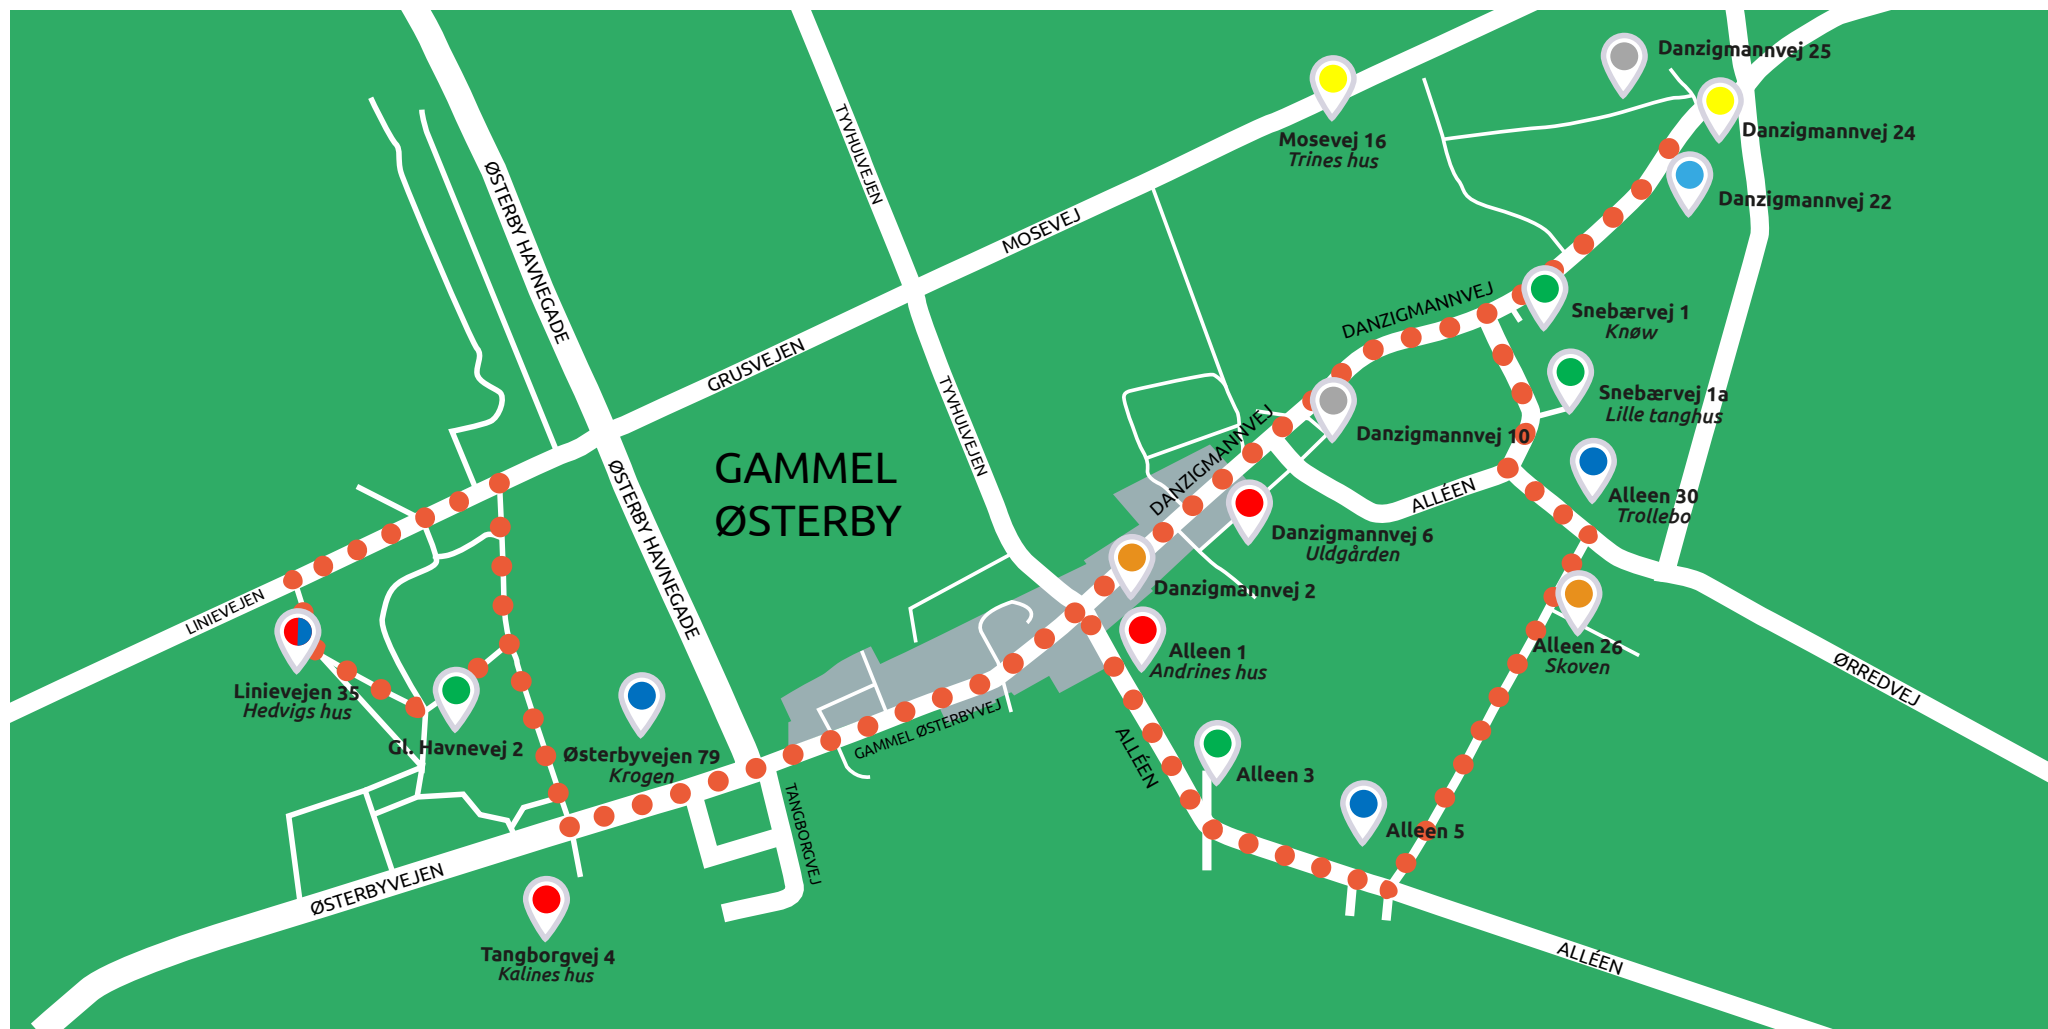 Danzigmannvej 25
Danzigmannvej 24
Mosevej 16
Trines hus
Danzigmannvej 22
TYVHULVEJEN
ØSTERBY HAVNEGADE
MOSEVEJ
DANZIGMANNVEJ
Snebærvej 1
Knøw
GRUSVEJEN
Snebærvej 1a
Lille tanghus
TYVHULVEJEN
DANZIGMANNVEJ
Danzigmannvej 10
GAMMEL
ØSTERBY
ALLÉEN
Alleen 30
Trollebo
Danzigmannvej 6
Uldgården
ØSTERBY HAVNEGADE
Danzigmannvej 2
LINIEVEJEN
Alleen 1
Andrines hus
Alleen 26
Skoven
ØRREDVEJ
Linievejen 35
Hedvigs hus
Gl. Havnevej 2
Østerbyvejen 79
Krogen
GAMMEL ØSTERBYVEJ
ALLÉEN
Alleen 3
TANGBORGVEJ
Alleen 5
ØSTERBYVEJEN
Tangborgvej 4
Kalines hus
ALLÉEN